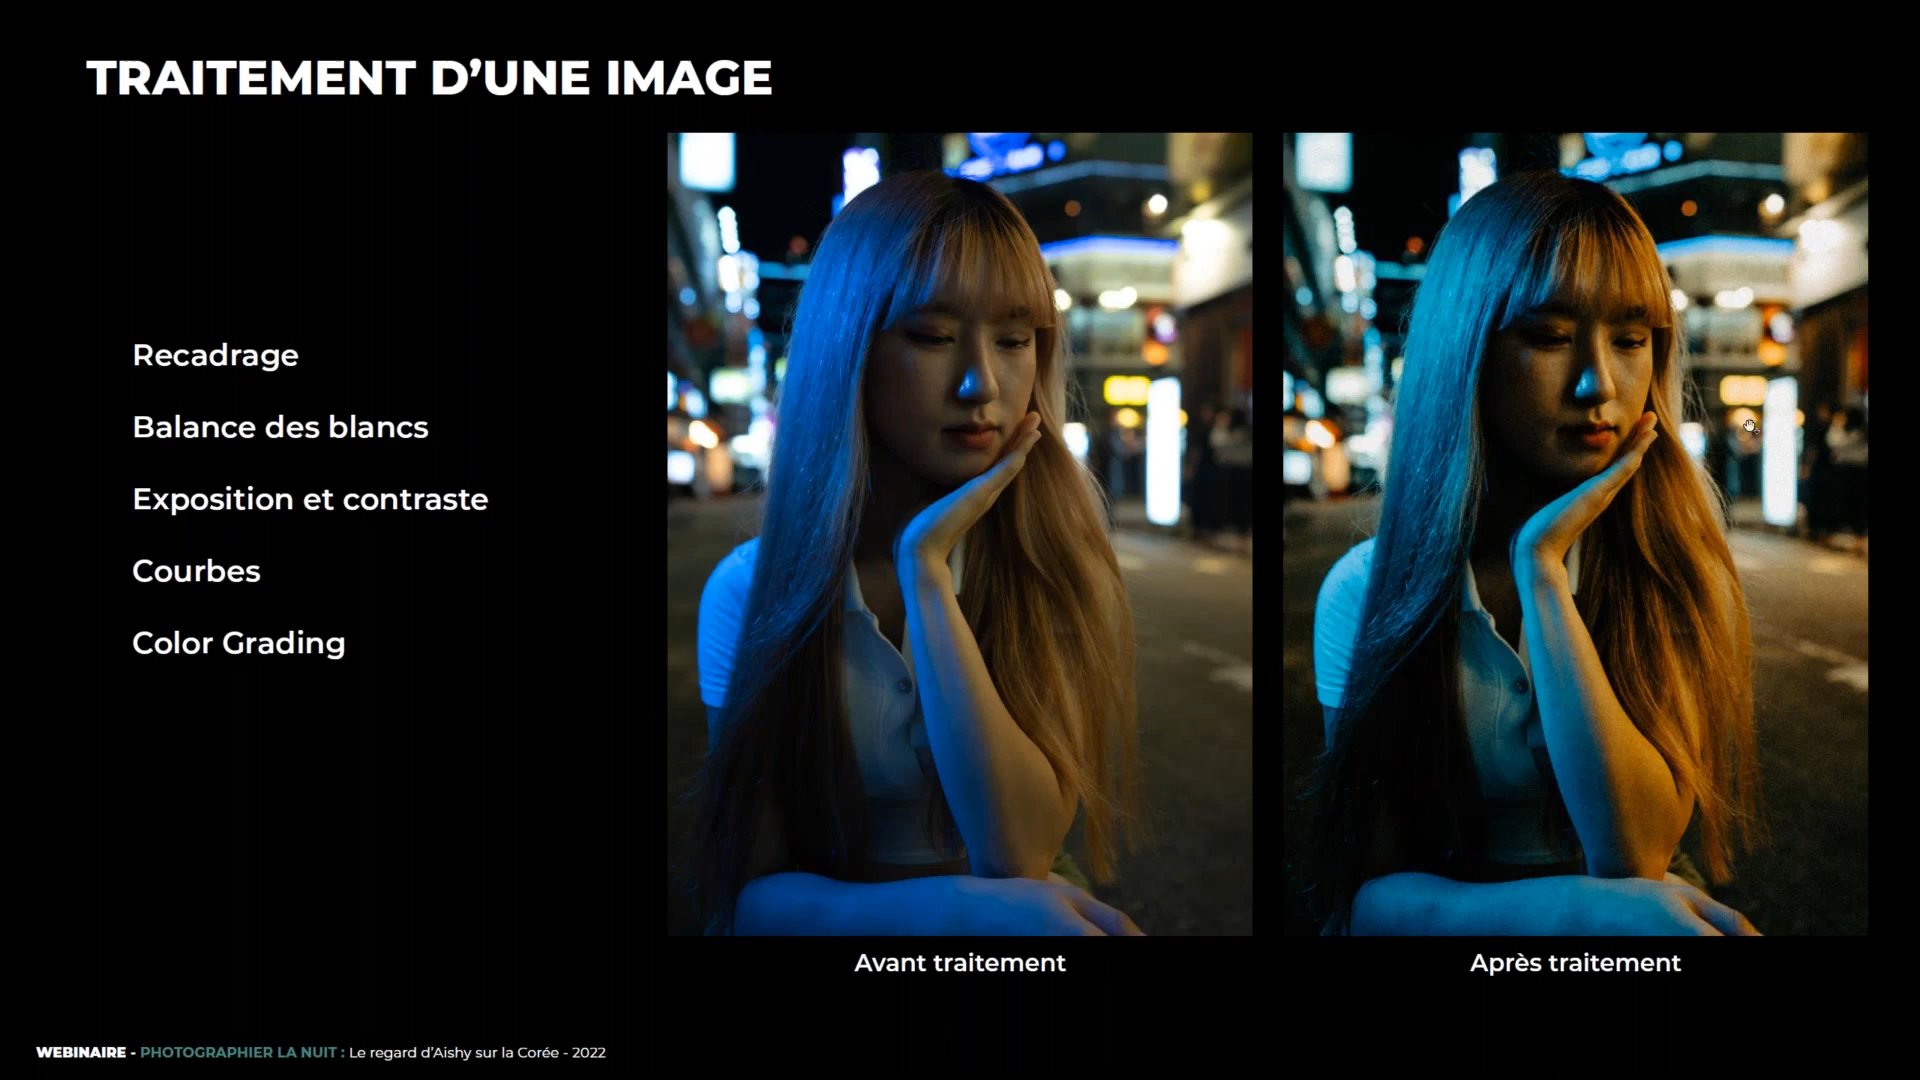 TRAITEMENT D’UNE IMAGE
Recadrage
Balance des blancs
Exposition et contraste
Courbes
Color Grading
Avant traitement
Après traitement
WEBINAIRE - PHOTOGRAPHIER LA NUIT : Le regard d’Aishy sur la Corée - 2022